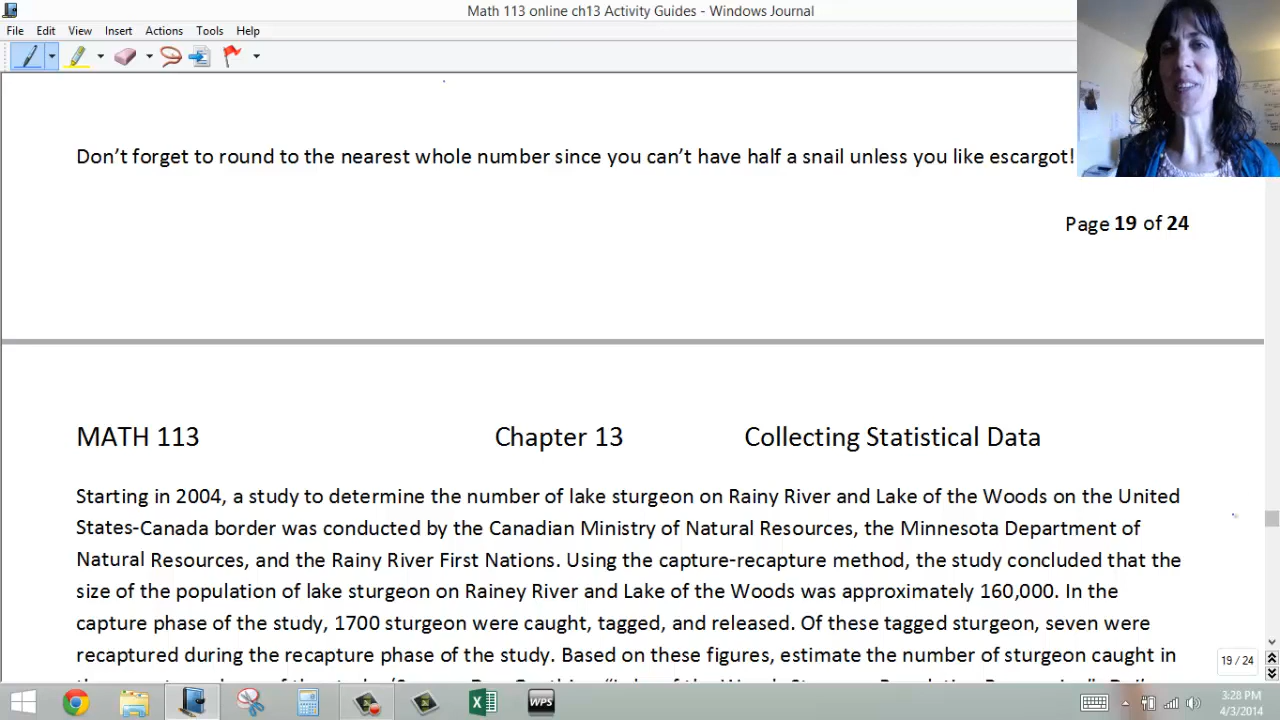 Math 113 online ch13 Activity Guides - Windows Journal
File Edit View Insert Actions Tools Help
Don't forget to round to the nearest whole number since you can't have half a snail unless you like escargot!
Page 19 of 24
MATH 113 Chapter 13 Collecting Statistical Data
Starting in 2004, a study to determine the number of lake sturgeon on Rainy River and Lake of the Woods on the United
States-Canada border was conducted by the Canadian Ministry of Natural Resources, the Minnesota Department of
Natural Resources, and the Rainy River First Nations. Using the capture-recapture method, the study concluded that the
size of the population of lake sturgeon on Rainey River and Lake of the Woods was approximately 160,000. In the
capture phase of the study, 1700 sturgeon were caught, tagged, and released. Of these tagged sturgeon, seven were
recaptured during the recapture phase of the study. Based on these figures, estimate the number of sturgeon caught in
19 / 24
WPS
3:28 PM
4/3/2014